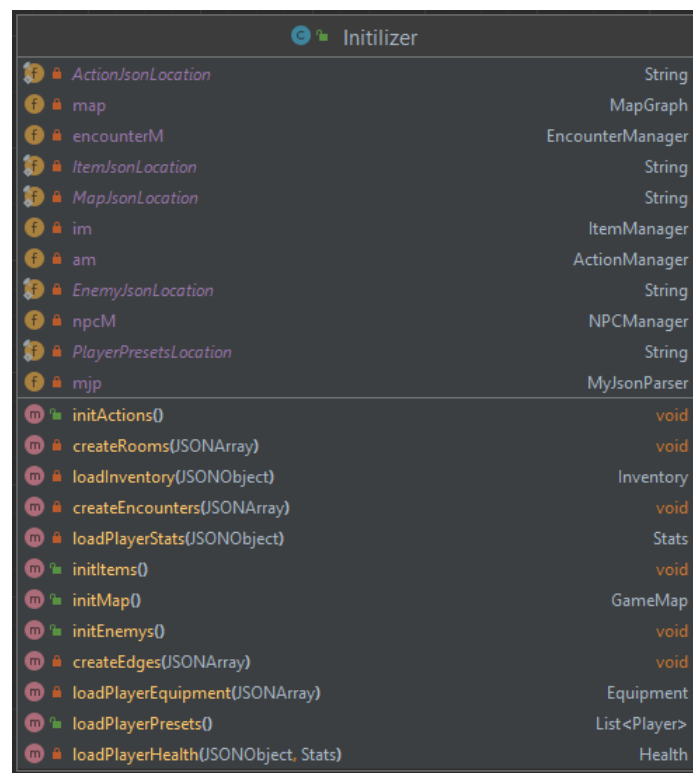 Initilizer
ActionJsonLocation String
map MapGraph
encounterM EncounterManager
ItemJsonLocation String
MapJsonLocation String
im ItemManager
am ActionManager
EnemyJsonLocation String
npcM NPCManager
PlayerPresetsLocation String
mjp MyJsonParser
initActions() void
createRooms(JSONArray) void
loadInventory(JSONObject) Inventory
createEncounters(JSONArray) void
loadPlayerStats(JSONObject) Stats
initItems() void
initMap() GameMap
initEnemys() void
createEdges(JSONArray) void
loadPlayerEquipment(JSONArray) Equipment
loadPlayerPresets() List<Player>
loadPlayerHealth(JSONObject, Stats) Health